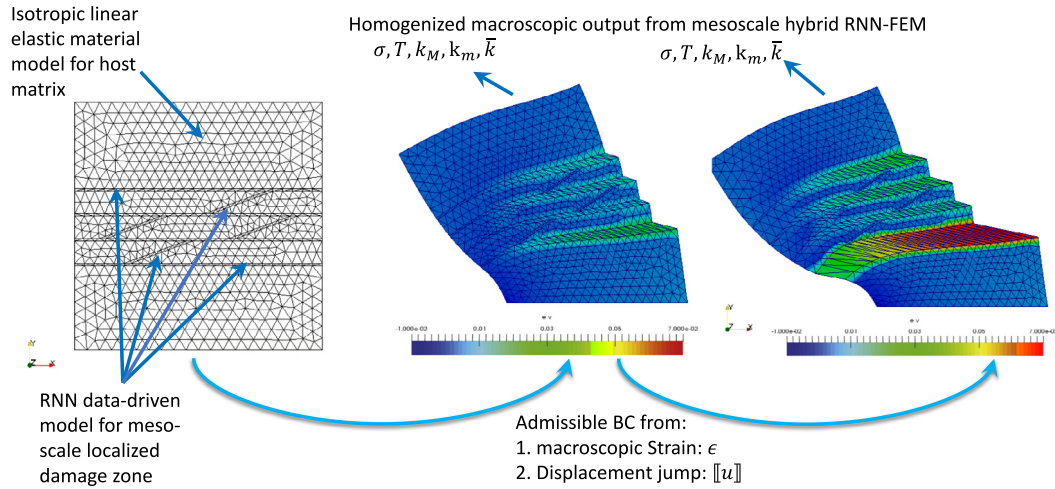 Isotropic linear
elastic material
model for host
matrix
Homogenized macroscopic output from mesoscale hybrid RNN-FEM
σ, T, k_M, k_m, k̄
σ, T, k_M, k_m, k̄
Y
Z
X
e v
-1.000e-02 0.01 0.03 0.05 7.000e-02
Y
Z
X
e v
-1.000e-02 0.01 0.03 0.05 7.000e-0
RNN data-driven
model for meso-
scale localized
damage zone
Admissible BC from:
1. macroscopic Strain: ϵ
2. Displacement jump: ⟦u⟧